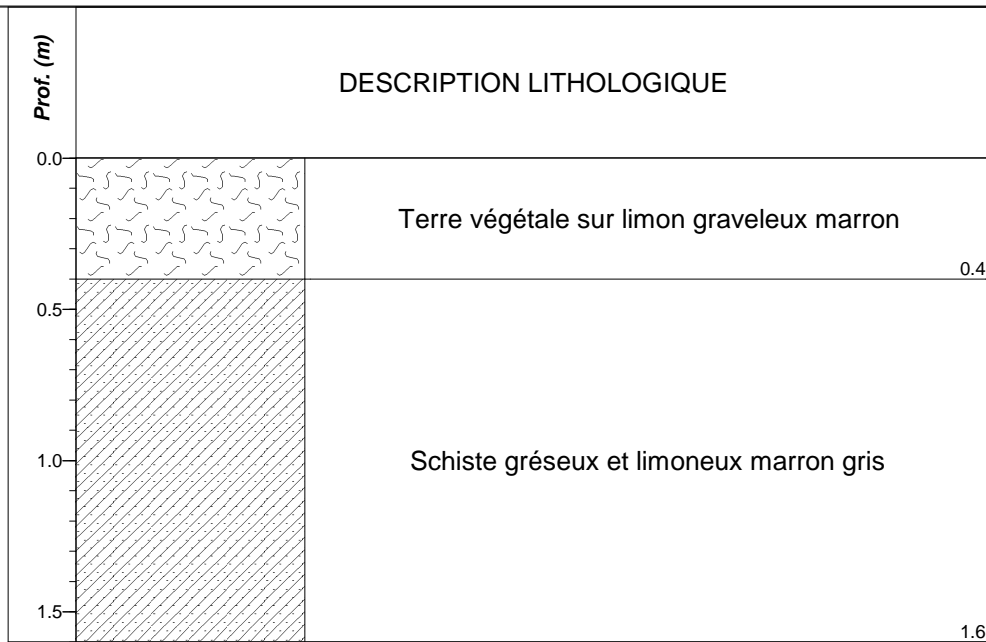 Prof. (m)
DESCRIPTION LITHOLOGIQUE
0.0
Terre végétale sur limon graveleux marron
0.4
0.5
1.0
Schiste gréseux et limoneux marron gris
1.5
1.6